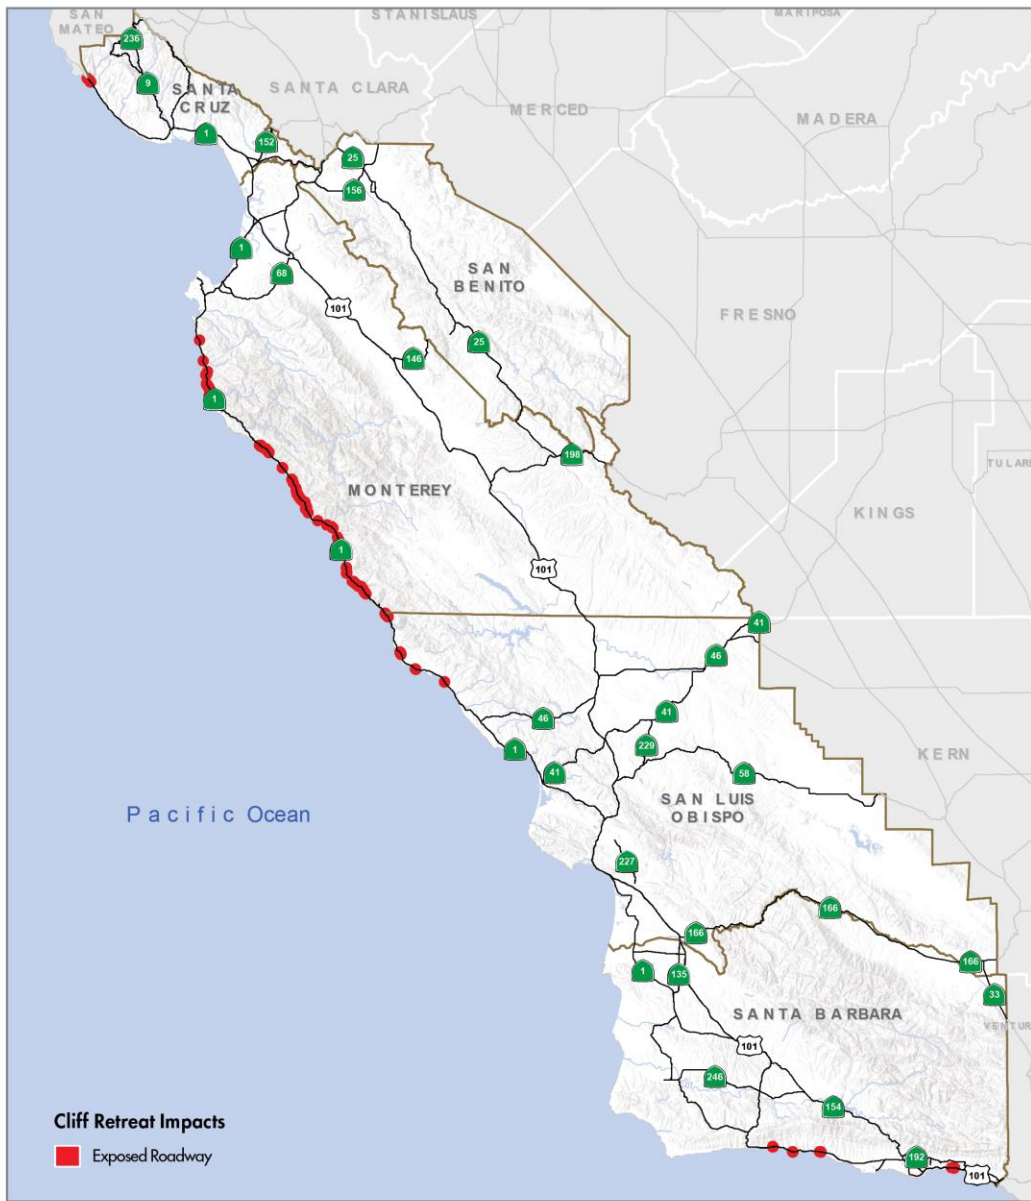 SAN
MATEO
STANISLAUS
MARIPOSA
236
9
SANTA
CRUZ
SANTA CLARA
MERCED
MADERA
1
152
25
156
1
68
SAN
BENITO
101
FRESNO
146
25
1
198
MONTEREY
TULAR
KINGS
1
101
41
46
46
41
1
41
229
58
KERN
SAN LUIS
OBISPO
Pacific Ocean
227
166
166
166
1
135
33
SANTA BARBARA
VENTUR
101
246
154
192
101
Cliff Retreat Impacts
Exposed Roadway